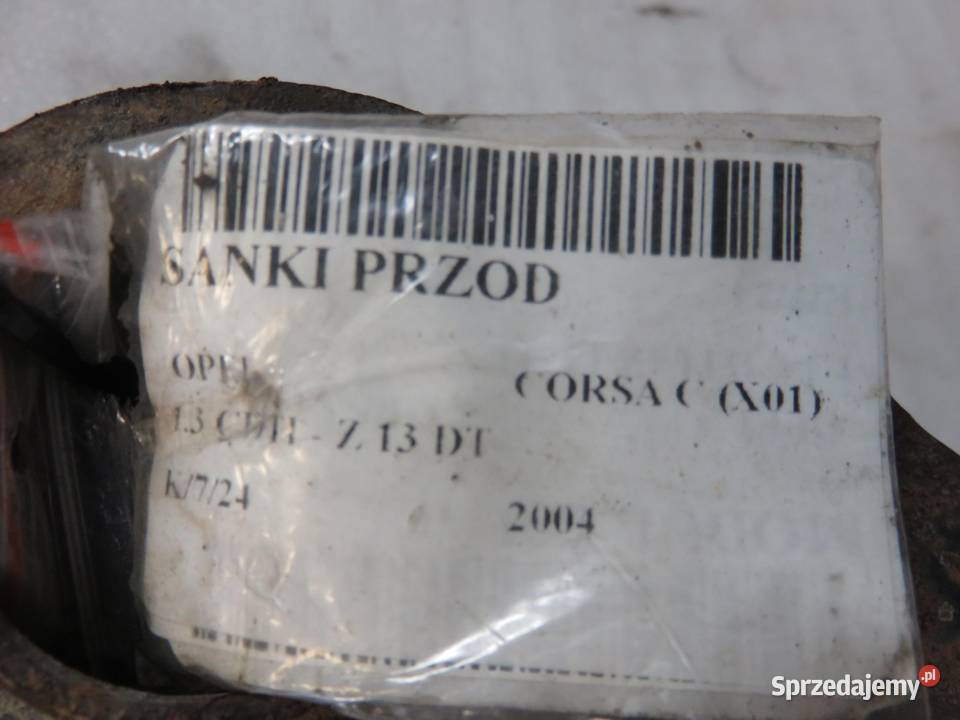 SANKI PRZOD
OPEL CORSA C (X01)
1.3 CDTI - Z 13 DT
K/7/24 2004
Sprzedajemy.pl